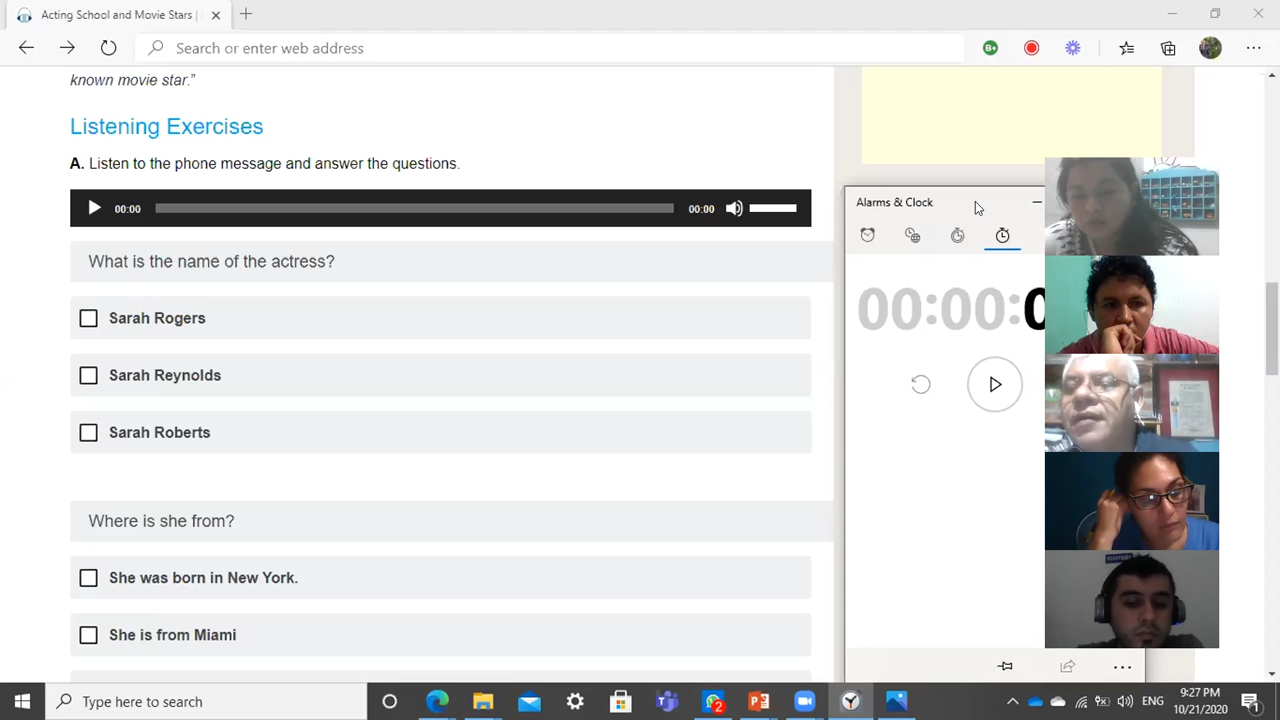 Acting School and Movie Stars |
Search or enter web address
known movie star."
Listening Exercises
A. Listen to the phone message and answer the questions.
00:00
00:00
Alarms & Clock
What is the name of the actress?
Sarah Rogers
00:00:0
Sarah Reynolds
Sarah Roberts
Where is she from?
She was born in New York.
She is from Miami
Type here to search
2
ENG
9:27 PM
10/21/2020
1